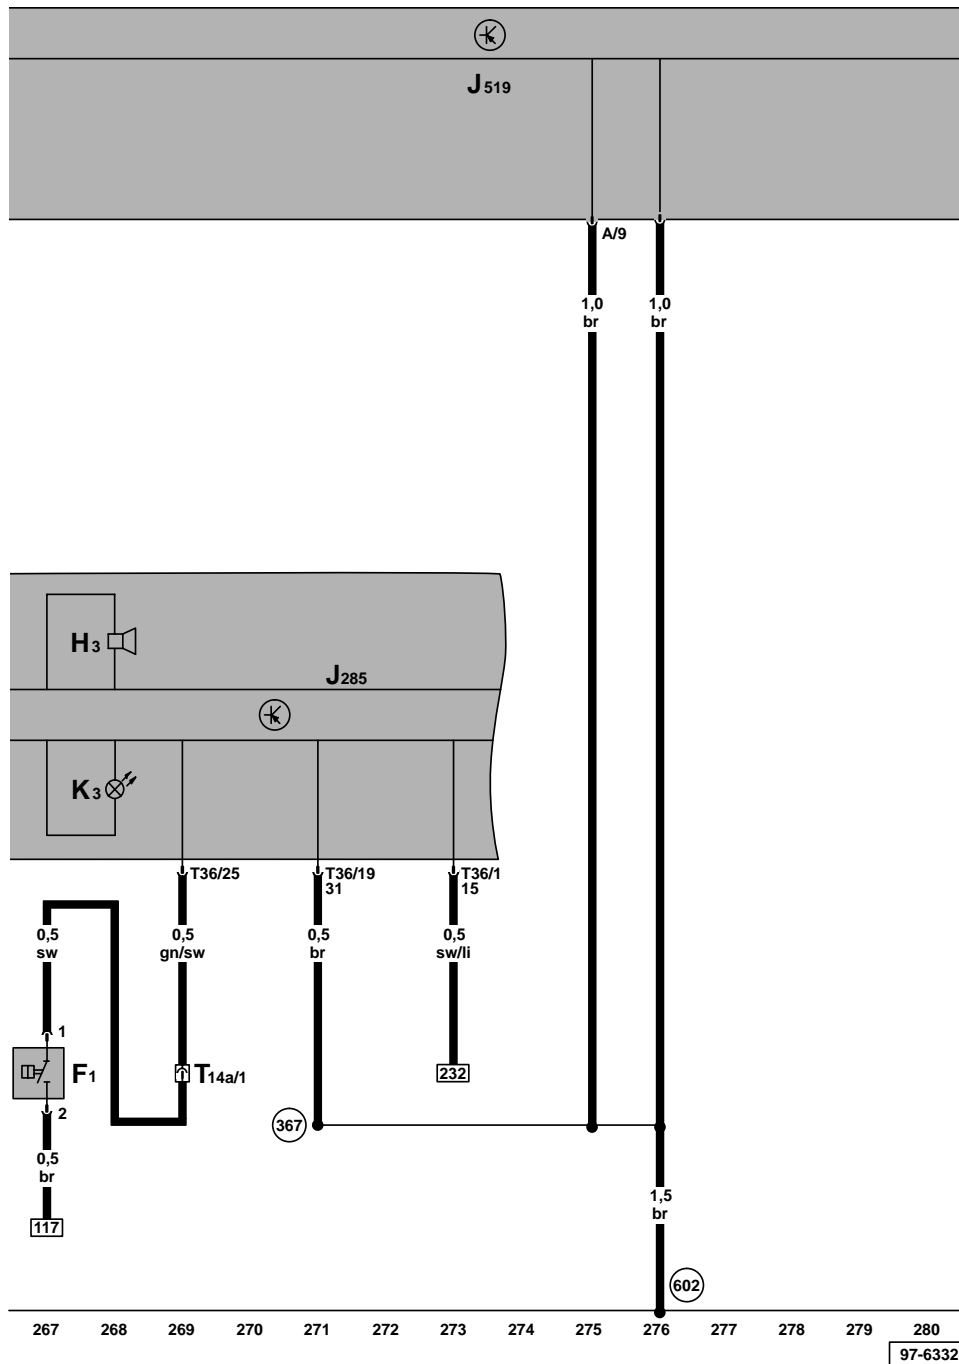 J519
A/9
1,0 1,0
br br
H3
J285
K3
T36/25 T36/19 T36/1
31 15
0,5 0,5 0,5 0,5
sw gn/sw br sw/li
1
F1 T14a/1 232
2
367
0,5
br
1,5
br
117
602
267 268 269 270 271 272 273 274 275 276 277 278 279 280
97-6332